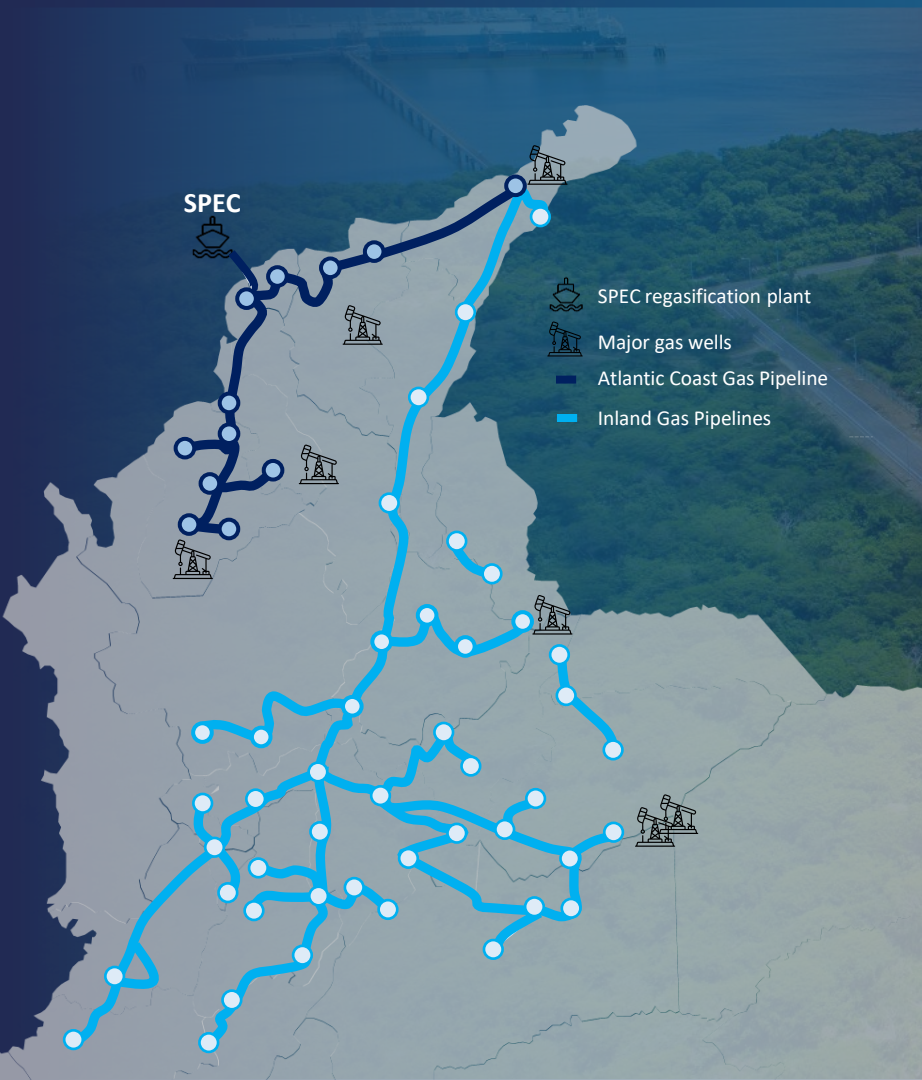 SPEC
SPEC regasification plant
Major gas wells
Atlantic Coast Gas Pipeline
Inland Gas Pipelines